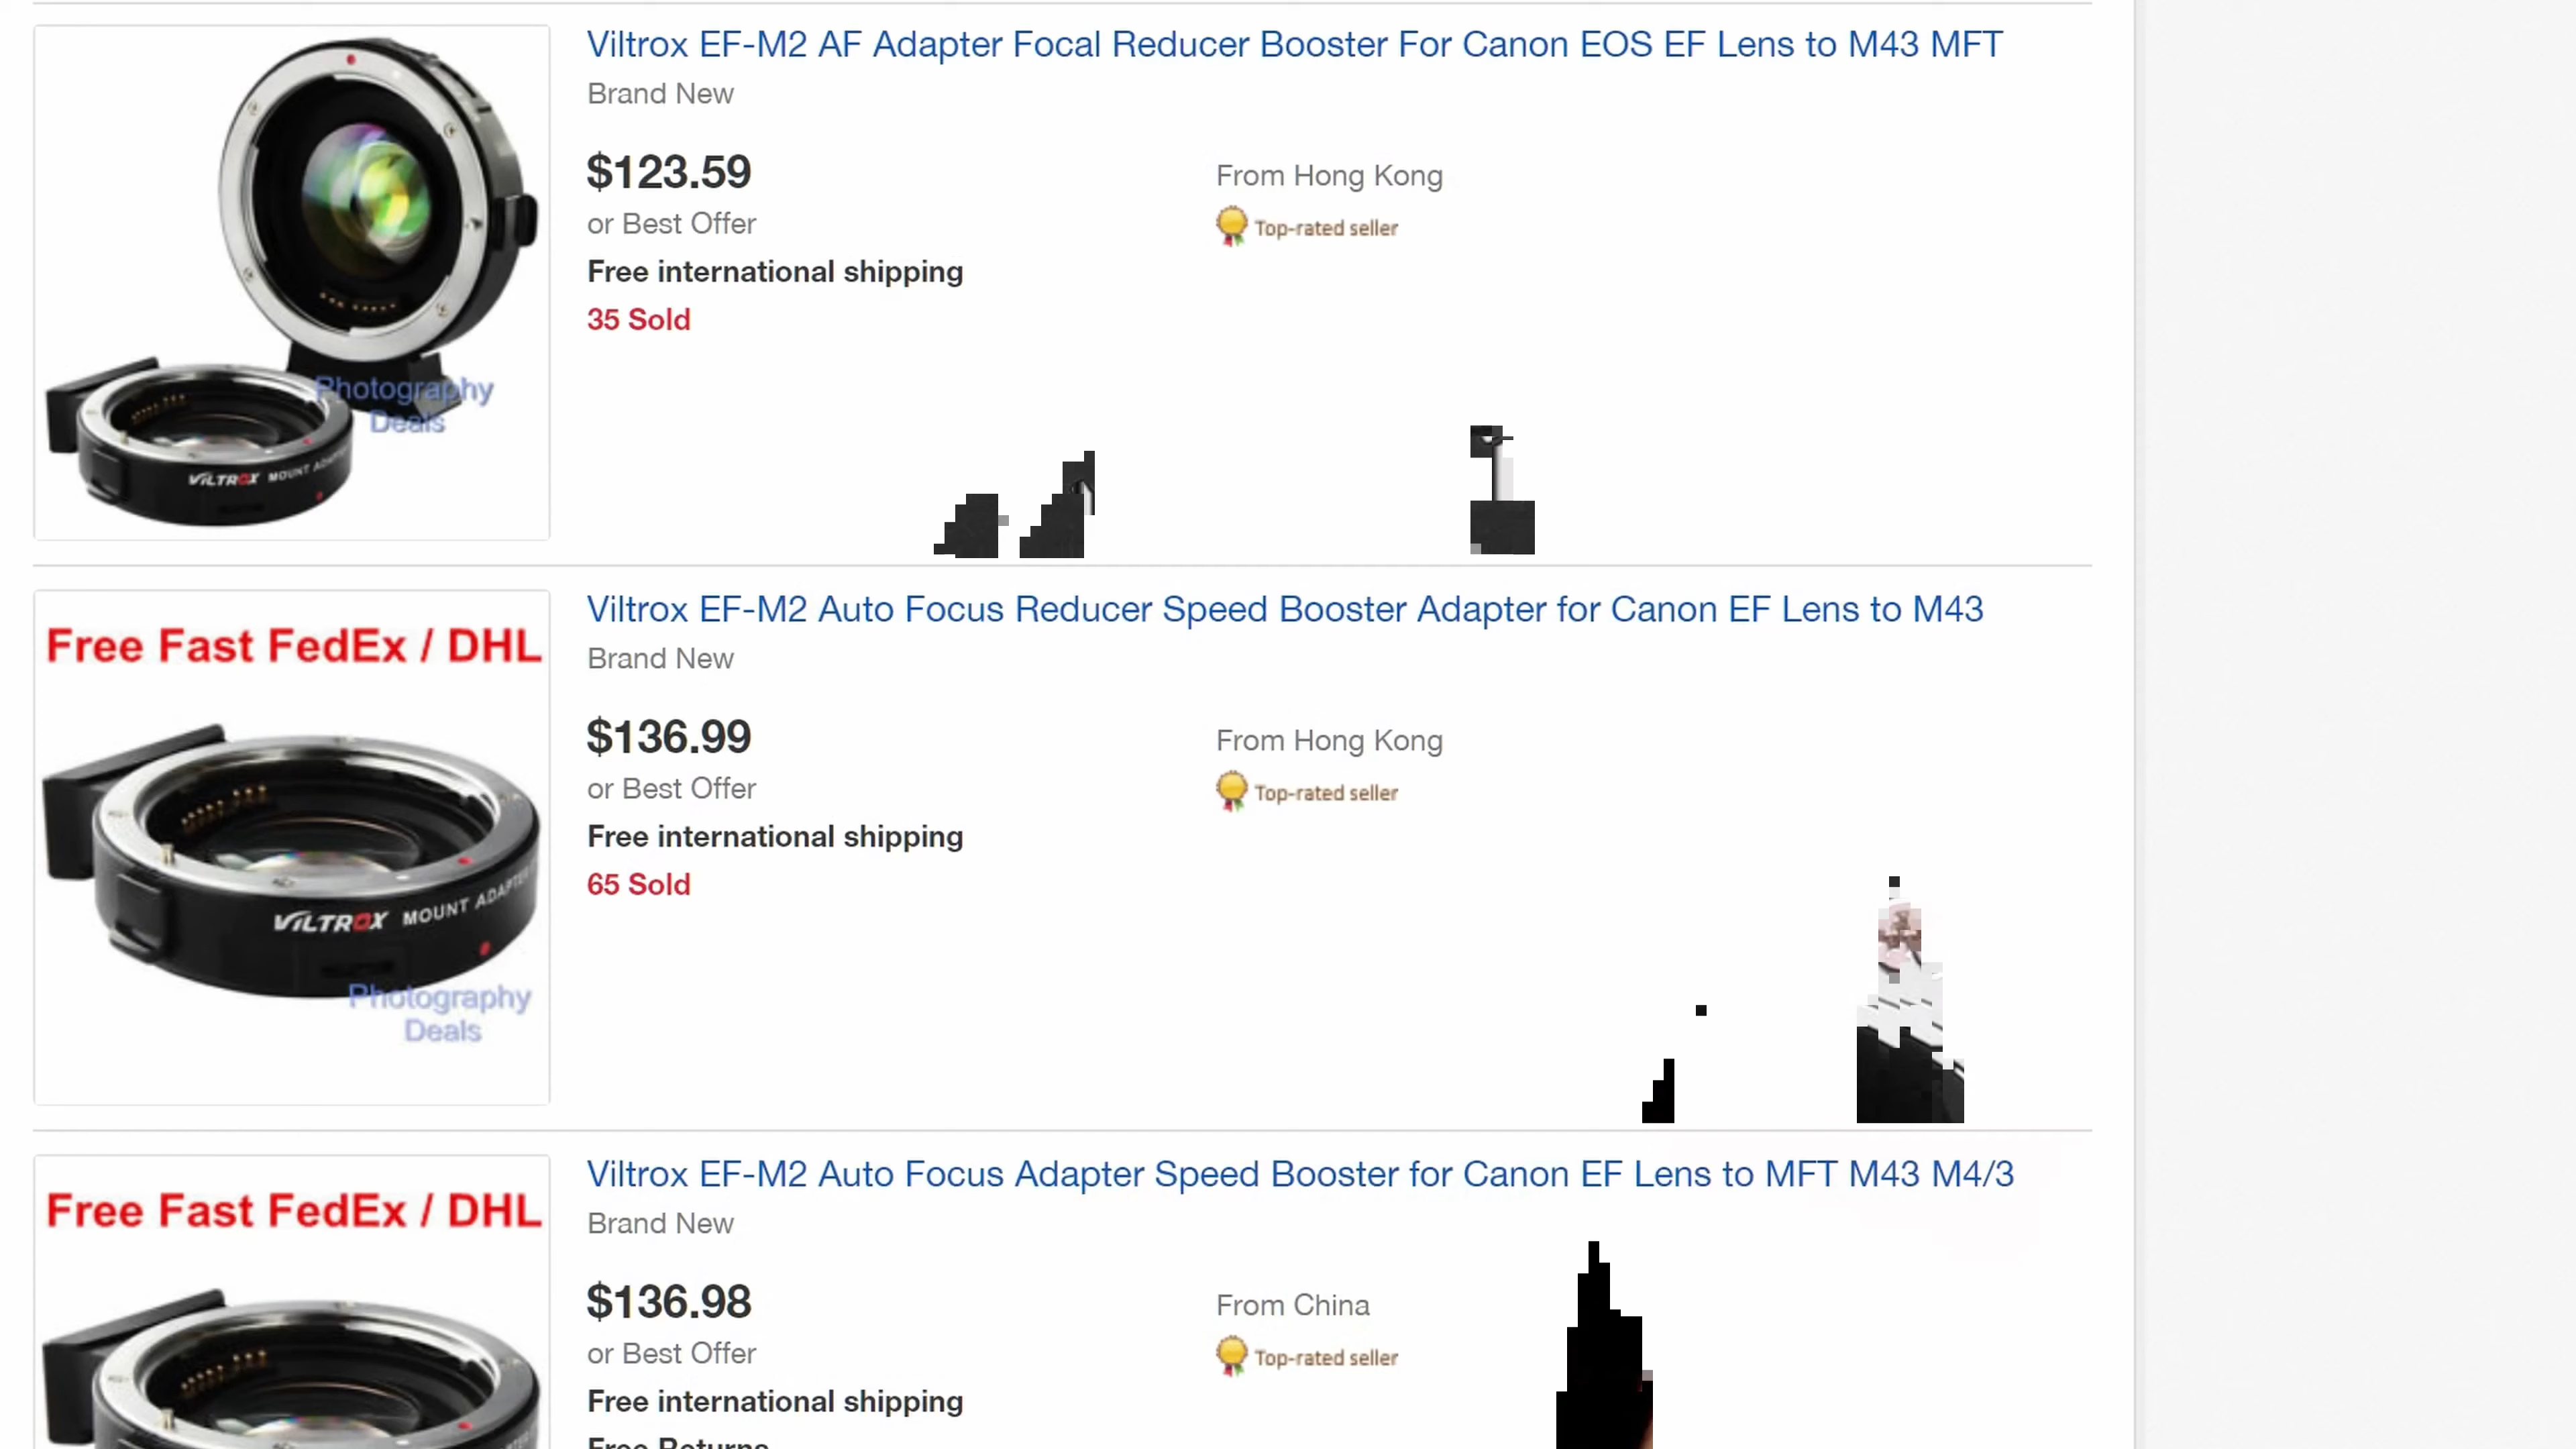 Viltrox EF-M2 AF Adapter Focal Reducer Booster For Canon EOS EF Lens to M43 MFT
Brand New
$123.59
From Hong Kong
or Best Offer
Top-rated seller
Free international shipping
35 Sold
Photography
Deals
VILTROX MOUNT
Viltrox EF-M2 Auto Focus Reducer Speed Booster Adapter for Canon EF Lens to M43
Free Fast FedEx / DHL
Brand New
$136.99
From Hong Kong
or Best Offer
Top-rated seller
Free international shipping
65 Sold
VILTROX MOUNT ADAPTER
Photography
Deals
Viltrox EF-M2 Auto Focus Adapter Speed Booster for Canon EF Lens to MFT M43 M4/3
Free Fast FedEx / DHL
Brand New
$136.98
From China
or Best Offer
Top-rated seller
Free international shipping
Free Returns